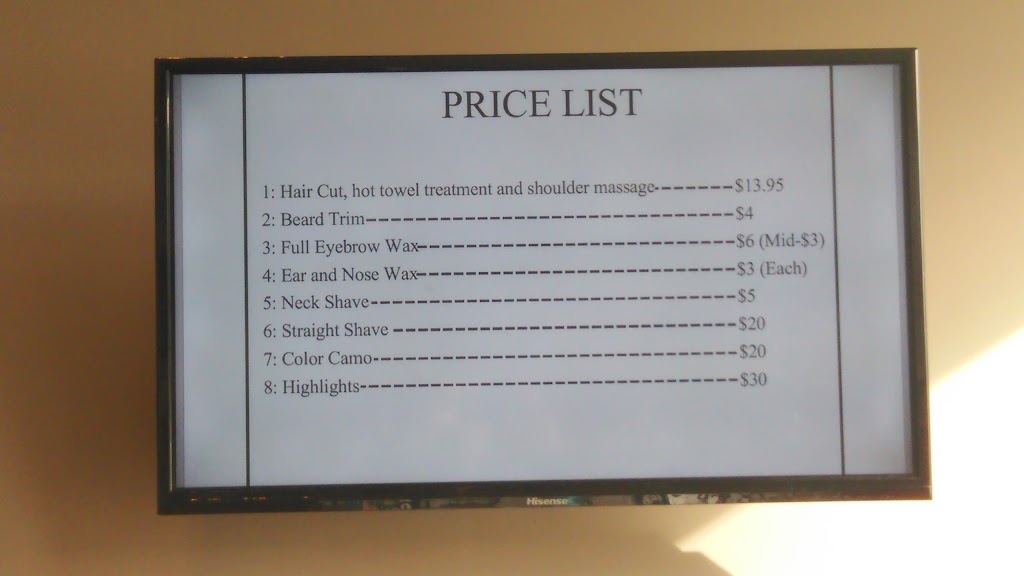 PRICE LIST
1: Hair Cut, hot towel treatment and shoulder massage-------$13.95
2: Beard Trim------------------------------------$4
3: Full Eyebrow Wax-------------------------------$6 (Mid-$3)
4: Ear and Nose Wax-------------------------------$3 (Each)
5: Neck Shave------------------------------------$5
6: Straight Shave ----------------------------------$20
7: Color Camo------------------------------------$20
8: Highlights--------------------------------------$30
Hisense